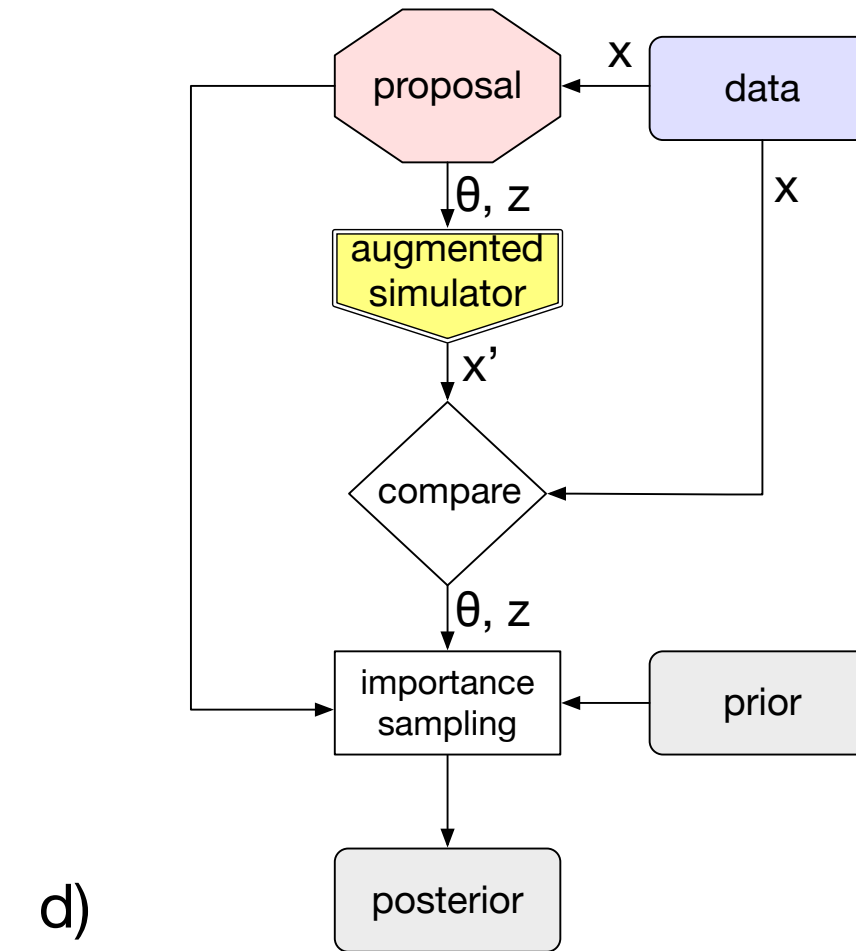 x
proposal
data
x
θ, z
augmented
simulator
x’
compare
θ, z
importance
sampling
prior
posterior
d)